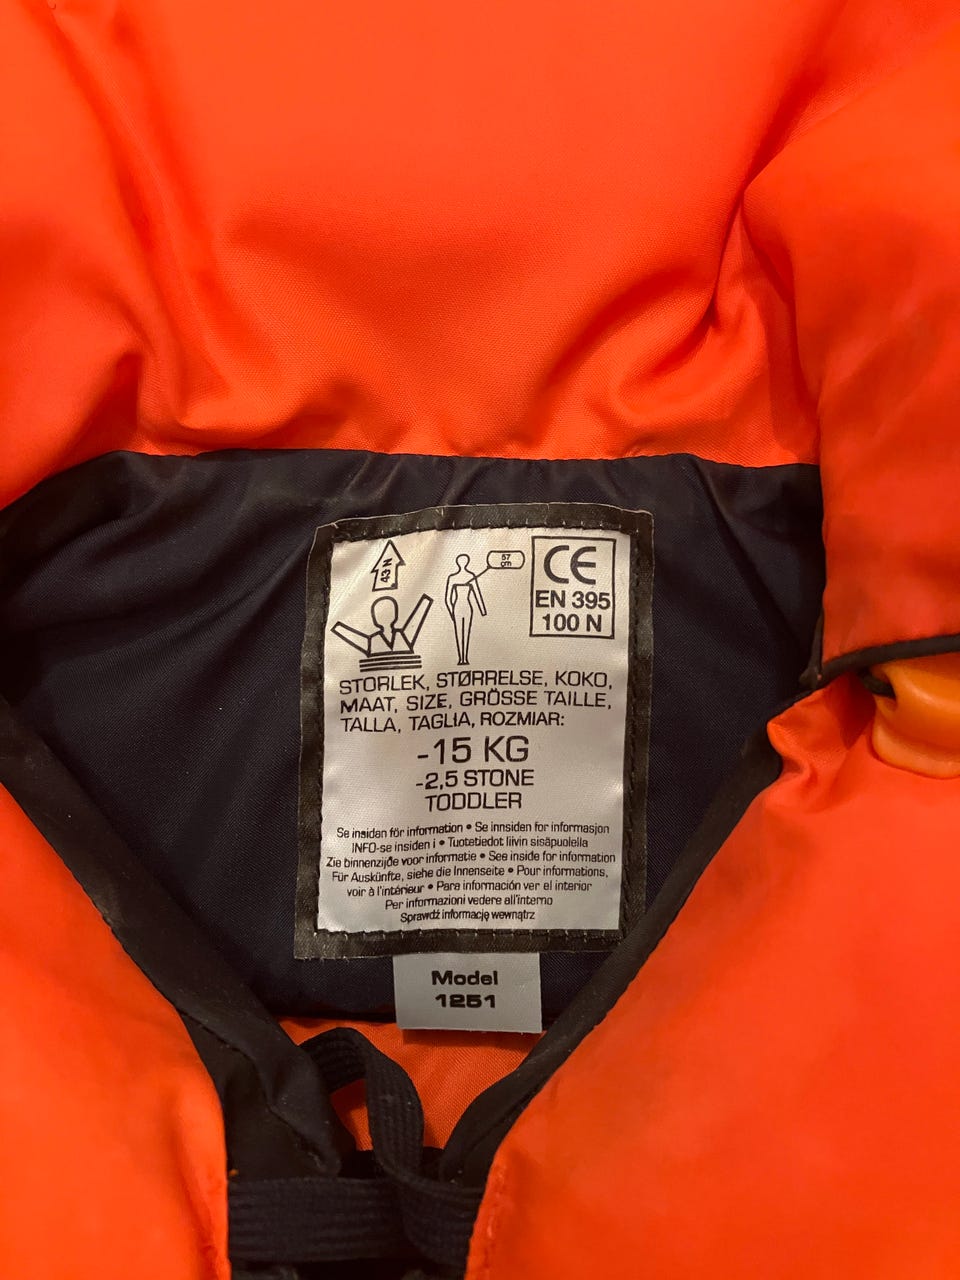 43 N
57
cm
CE
EN 395
100 N
STORLEK, STØRRELSE, KOKO,
MAAT, SIZE, GRÖSSE TAILLE,
TALLA, TAGLIA, ROZMIAR:
-15 KG
-2,5 STONE
TODDLER
Se insidan för information • Se innsiden for informasjon
INFO-se insiden i • Tuotetiedot liivin sisäpuolella
Zie binnenzijde voor informatie • See inside for information
Für Auskünfte, siehe die Innenseite • Pour informations,
voir à l'intérieur • Para información ver el interior
Per informazioni vedere all'interno
Sprawdź informację wewnątrz
Model
1251